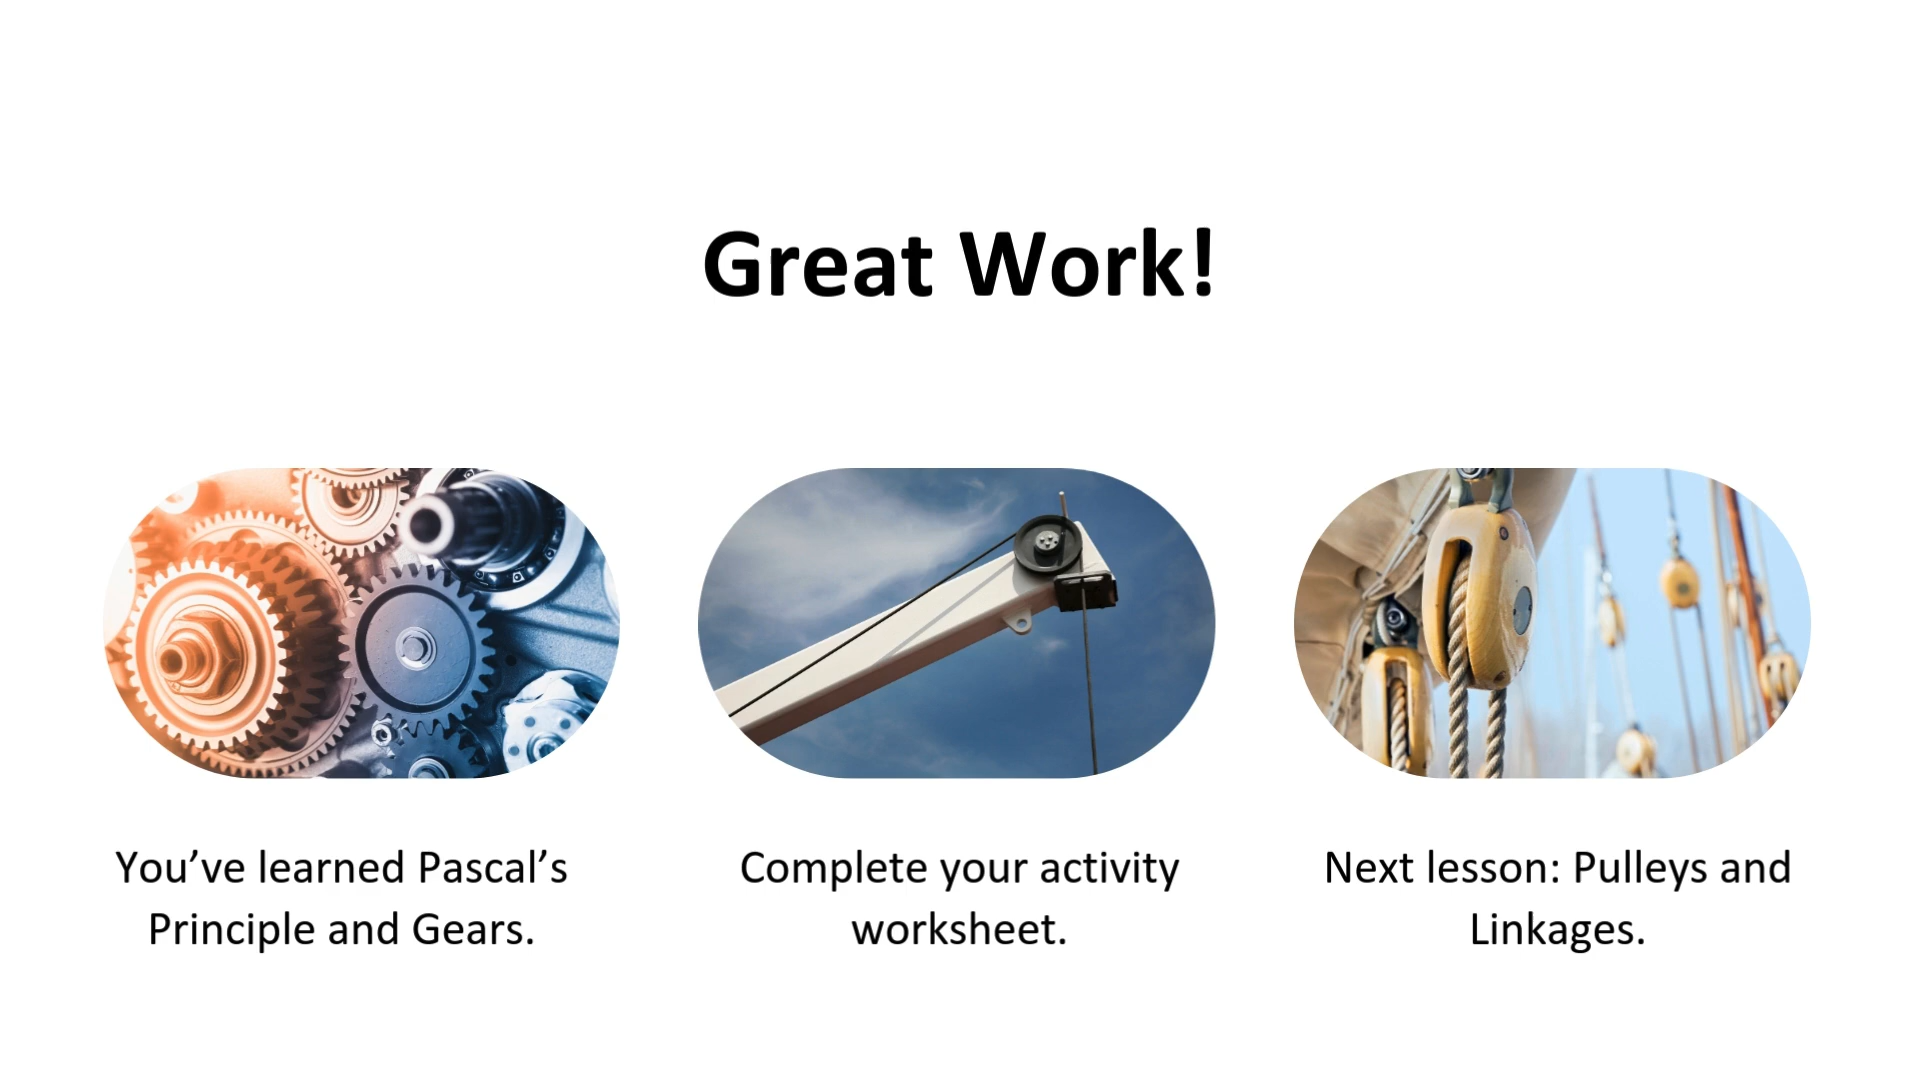 Great Work!
You’ve learned Pascal’s
Principle and Gears.
Complete your activity
worksheet.
Next lesson: Pulleys and
Linkages.